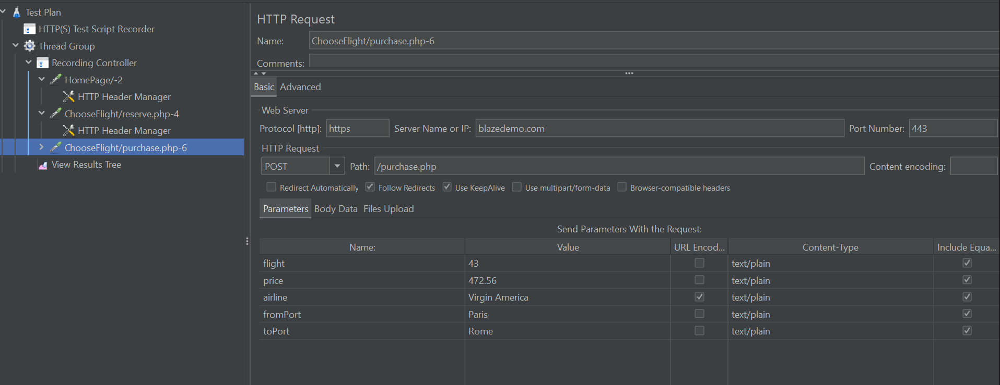 Test Plan
HTTP(S) Test Script Recorder
Thread Group
Recording Controller
HomePage/-2
HTTP Header Manager
ChooseFlight/reserve.php-4
HTTP Header Manager
ChooseFlight/purchase.php-6
View Results Tree
HTTP Request
Name: ChooseFlight/purchase.php-6
Comments:
Basic Advanced
Web Server
Protocol [http]: https Server Name or IP: blazedemo.com Port Number: 443
HTTP Request
POST Path: /purchase.php Content encoding:
Redirect Automatically Follow Redirects Use KeepAlive Use multipart/form-data Browser-compatible headers
Parameters Body Data Files Upload
Send Parameters With the Request:
Name: Value URL Encod... Content-Type Include Equa...
flight 43 text/plain
price 472.56 text/plain
airline Virgin America text/plain
fromPort Paris text/plain
toPort Rome text/plain